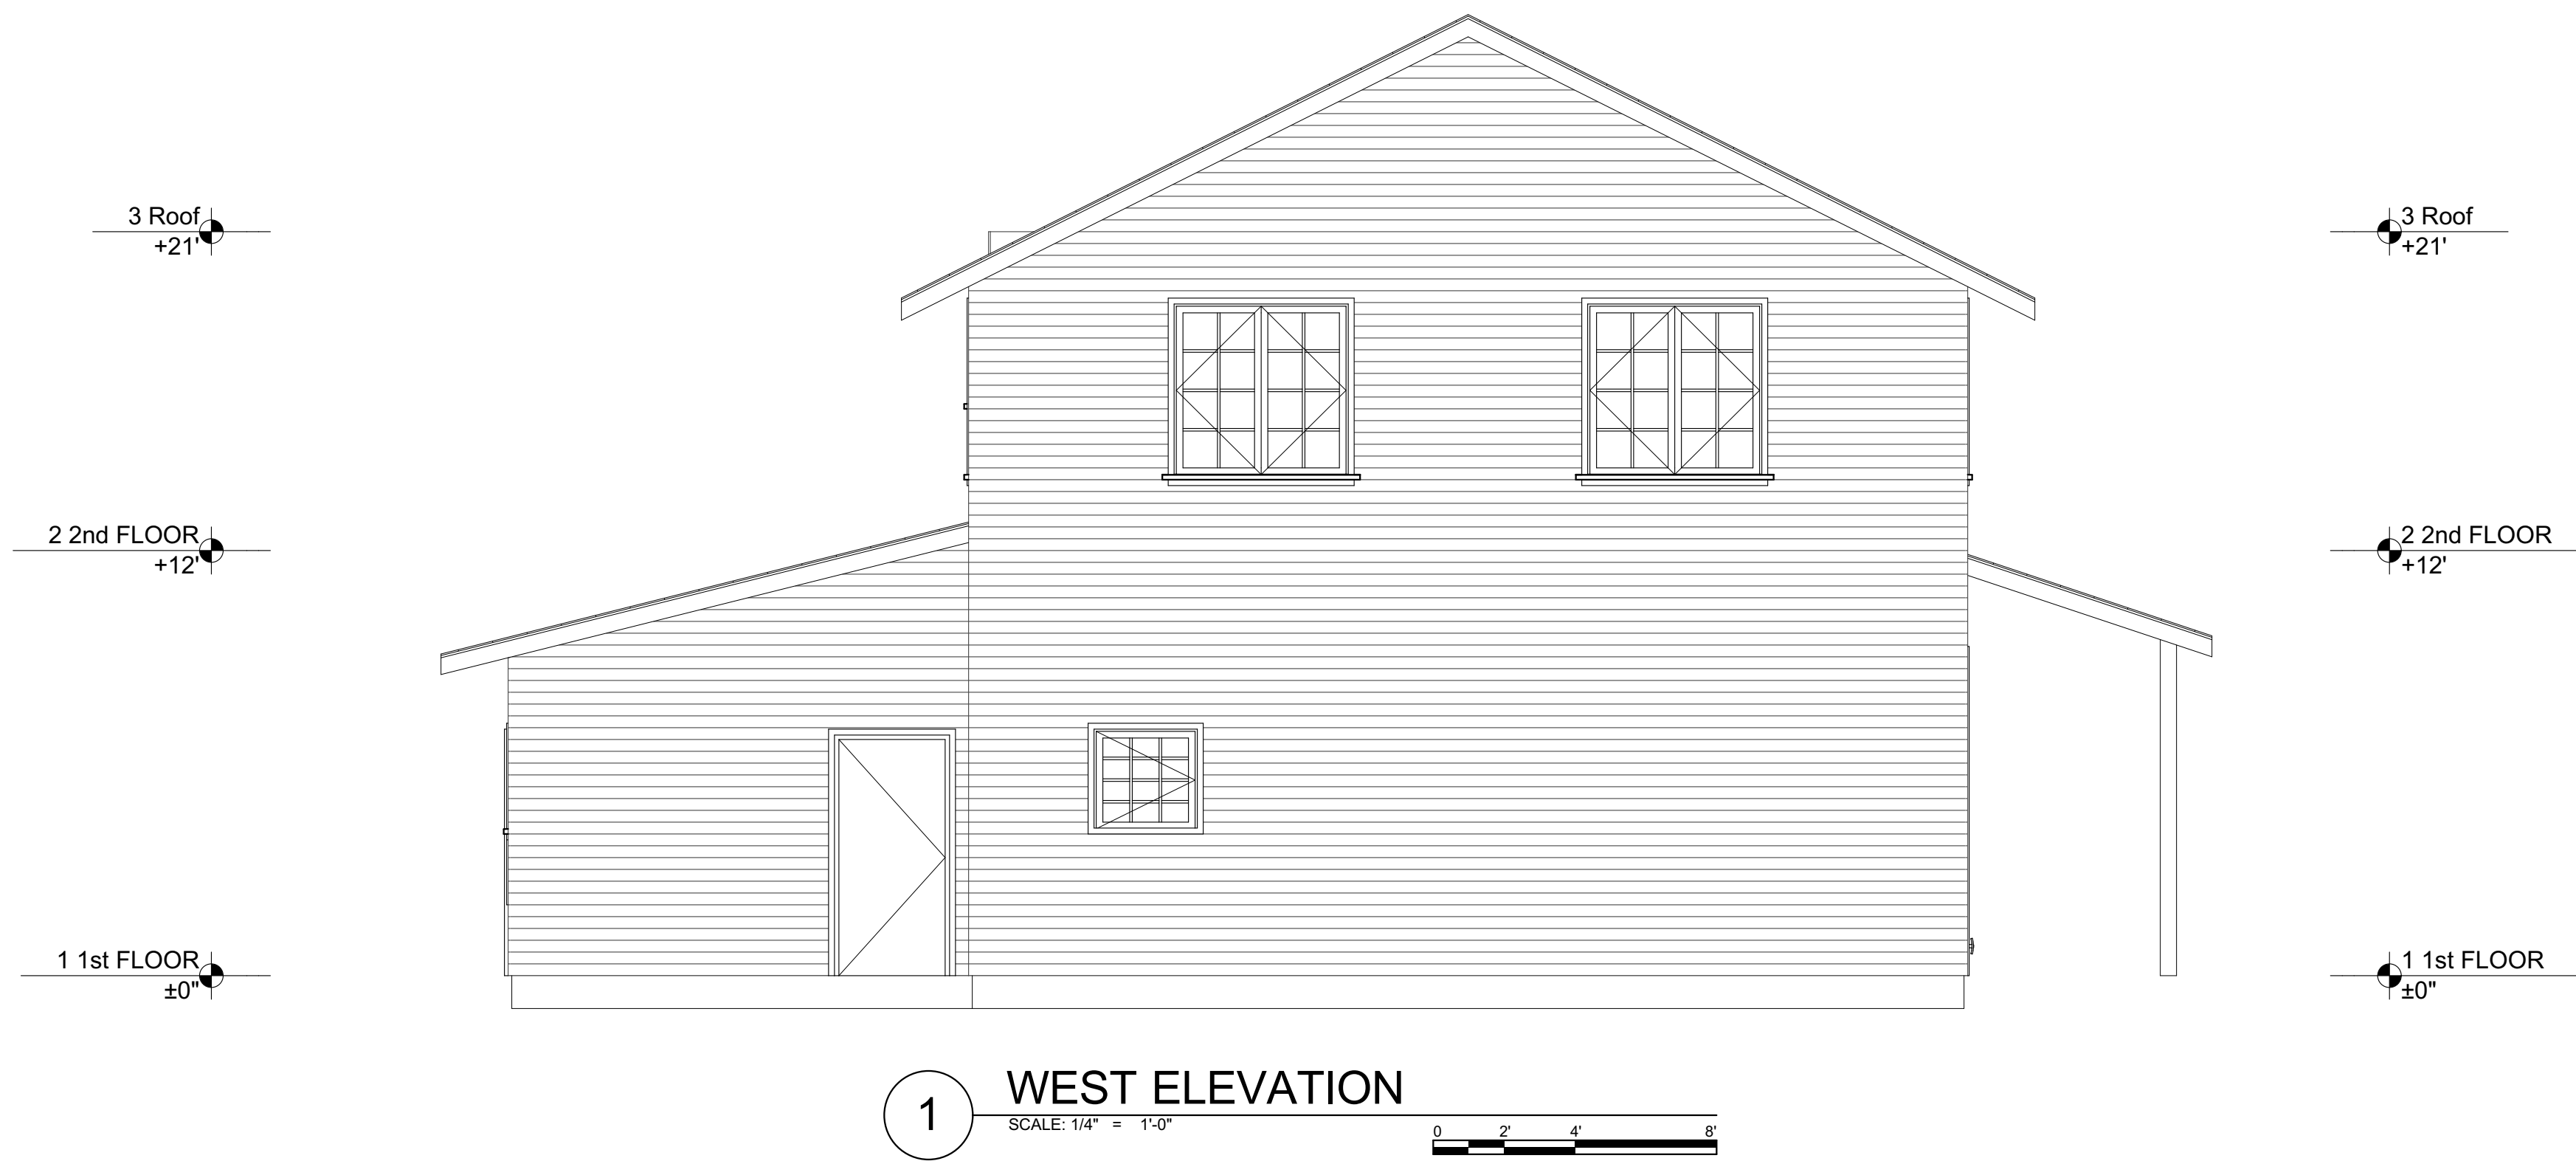 3 Roof
+21'
3 Roof
+21'
2 2nd FLOOR
+12'
2 2nd FLOOR
+12'
1 1st FLOOR
±0"
1 1st FLOOR
±0"
1
WEST ELEVATION
SCALE: 1/4" = 1'-0"
0 2' 4' 8'